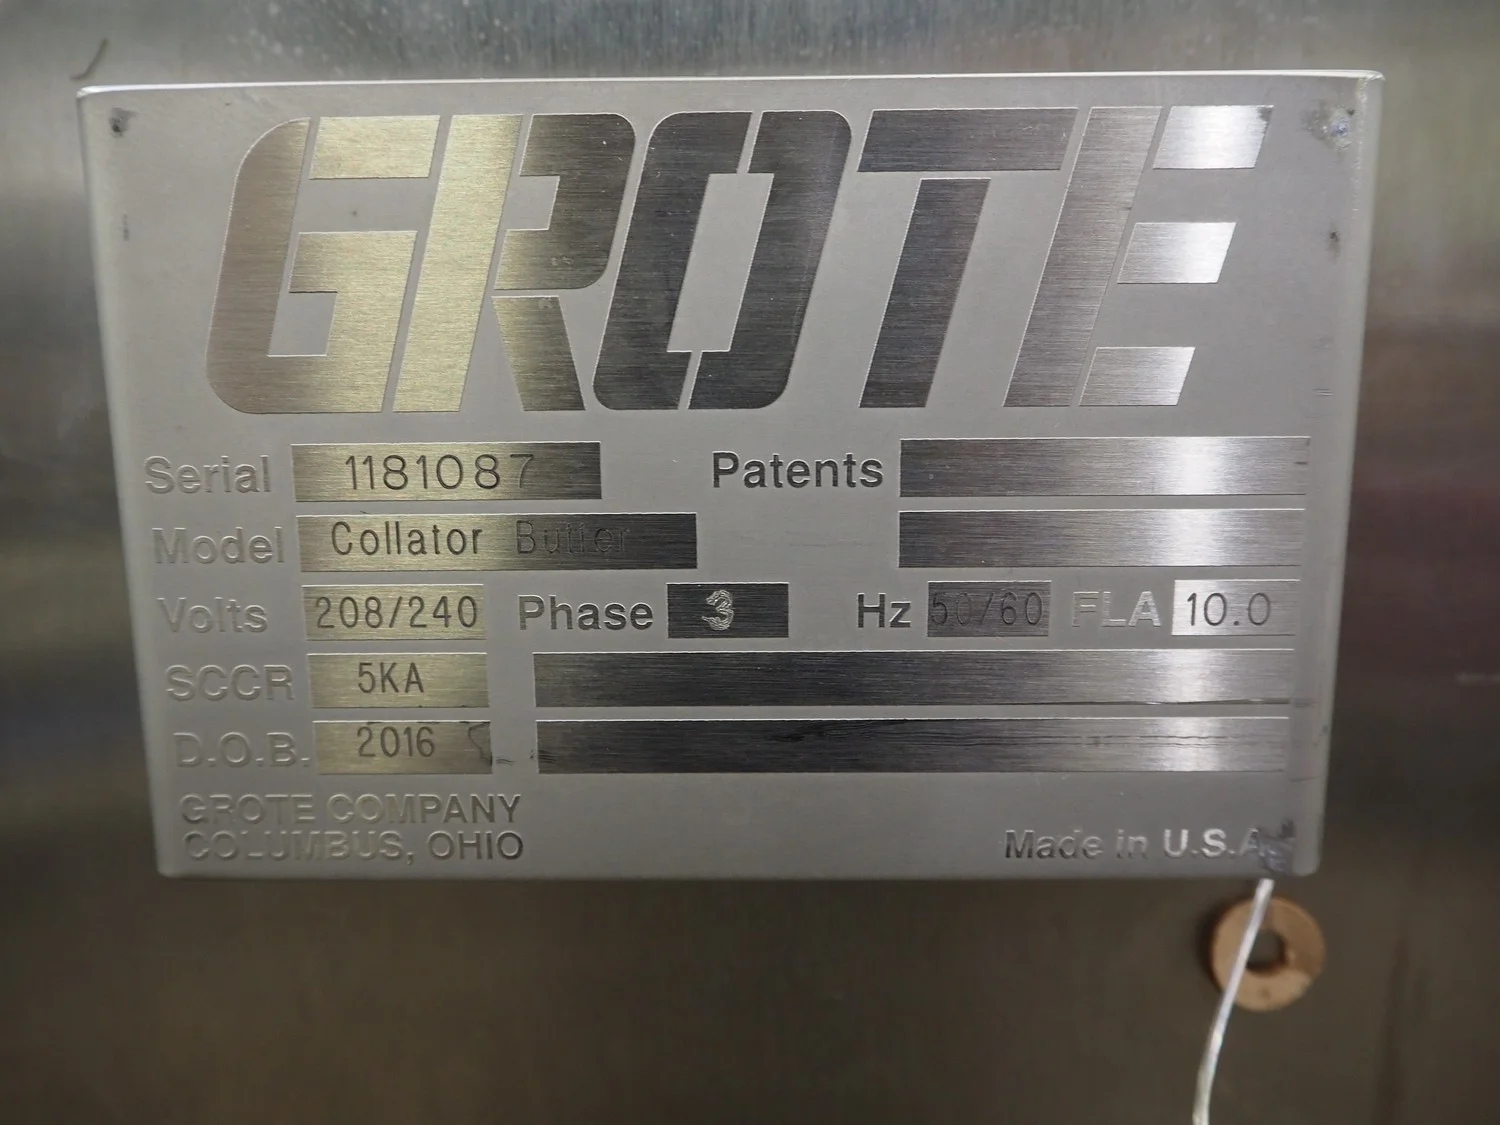 GROTE
Serial 1181087 Patents
Model Collator Butter
Volts 208/240 Phase 3 Hz 50/60 FLA 10.0
SCCR 5KA
D.O.B. 2016
GROTE COMPANY
COLUMBUS, OHIO
Made in U.S.A.